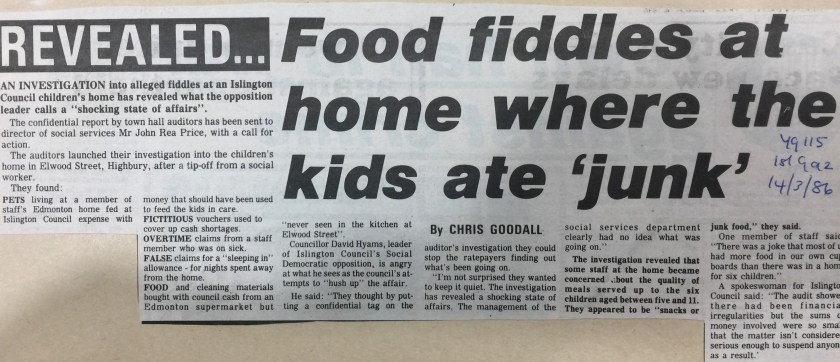 REVEALED...
Food fiddles at
home where the
kids ate 'junk'
AN INVESTIGATION into alleged fiddles at an Islington
Council children's home has revealed what the opposition
leader calls a "shocking state of affairs".
The confidential report by town hall auditors has been sent to
director of social services Mr John Rea Price, with a call for
action.
The auditors launched their investigation into the children's
home in Elwood Street, Highbury, after a tip-off from a social
worker.
They found:
PETS living at a member of
staff's Edmonton home fed at
Islington Council expense with
money that should have been used
to feed the kids in care.
FICTITIOUS vouchers used to
cover up cash shortages.
OVERTIME claims from a staff
member who was on sick.
FALSE claims for a "sleeping in"
allowance - for nights spent away
from the home.
FOOD and cleaning materials
bought with council cash from an
Edmonton supermarket but
"never seen in the kitchen at
Elwood Street".
Councillor David Hyams, leader
of Islington Council's Social
Democratic opposition, is angry
at what he sees as the council's at-
tempts to "hush up" the affair.
He said: "They thought by put-
ting a confidential tag on the
By CHRIS GOODALL
auditor's investigation they could
stop the ratepayers finding out
what's been going on.
"I'm not surprised they wanted
to keep it quiet. The investigation
has revealed a shocking state of
affairs. The management of the
social services department
clearly had no idea what was
going on."
The investigation revealed that
some staff at the home became
concerned about the quality of
meals served up to the six
children aged between five and 11.
They appeared to be "snacks or
junk food," they said.
One member of staff said
"There was a joke that most of u
had more food in our own cup
boards than there was in a hom
for six children."
A spokesman for Islingto
Council said: "The audit showe
there had been financia
irregularities but the sums o
money involved were so sma
that the matter isn't considere
serious enough to suspend anyon
as a result.'
14/3/86